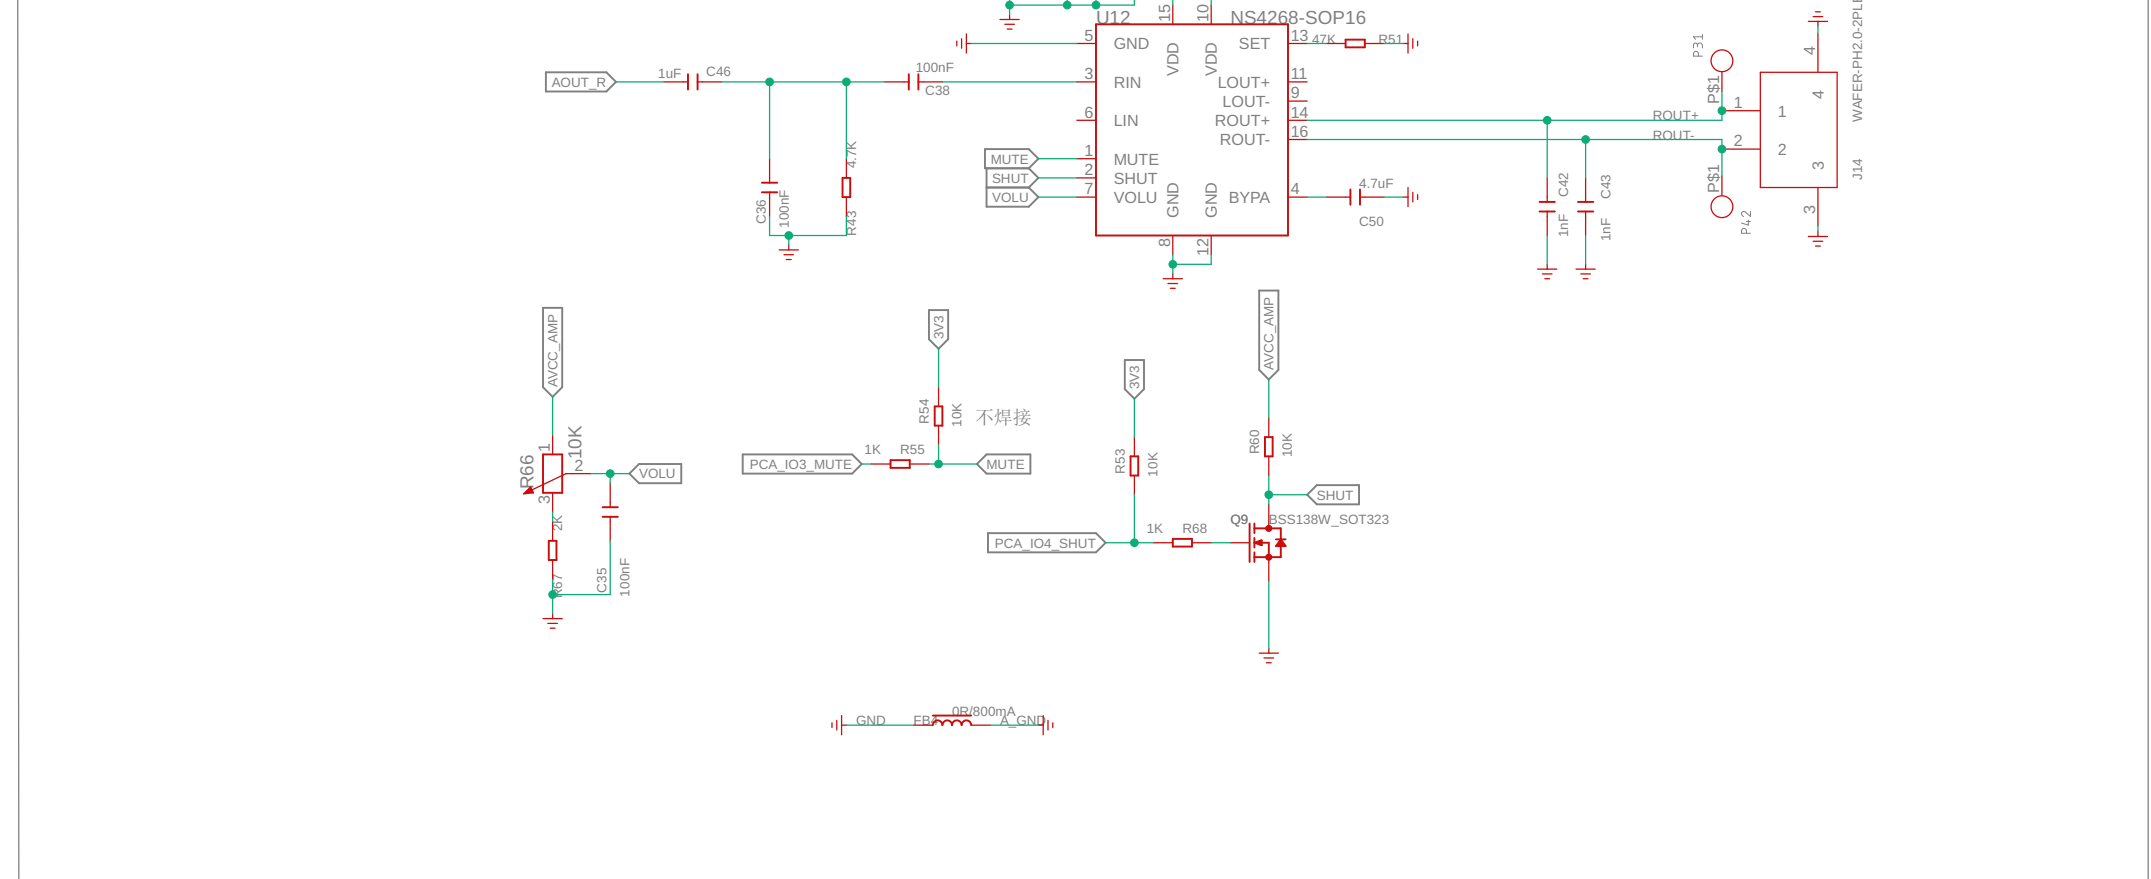 U12
15
10
NS4268-SOP16
5
GND
VDD
VDD
SET
13
47K
R51
AOUT_R
1uF
C46
100nF
C38
3
RIN
LOUT+
11
LOUT-
9
6
LIN
ROUT+
14
ROUT-
16
ROUT+
ROUT-
MUTE
1
MUTE
SHUT
2
SHUT
VOLU
7
VOLU
GND
GND
BYPA
4
4.7uF
C50
8
12
C36
100nF
4.7K
R43
C42
1nF
C43
1nF
P31
P$1
P$1
P42
1
2
1
2
4
4
3
3
J14
AVCC_AMP
R66
10K
1
2
3
VOLU
2K
R67
C35
100nF
3V3
R54
10K
不焊接
PCA_IO3_MUTE
1K
R55
MUTE
3V3
R53
10K
PCA_IO4_SHUT
1K
R68
AVCC_AMP
R60
10K
SHUT
Q9
BSS138W_SOT323
GND
0R/800mA
A_GND